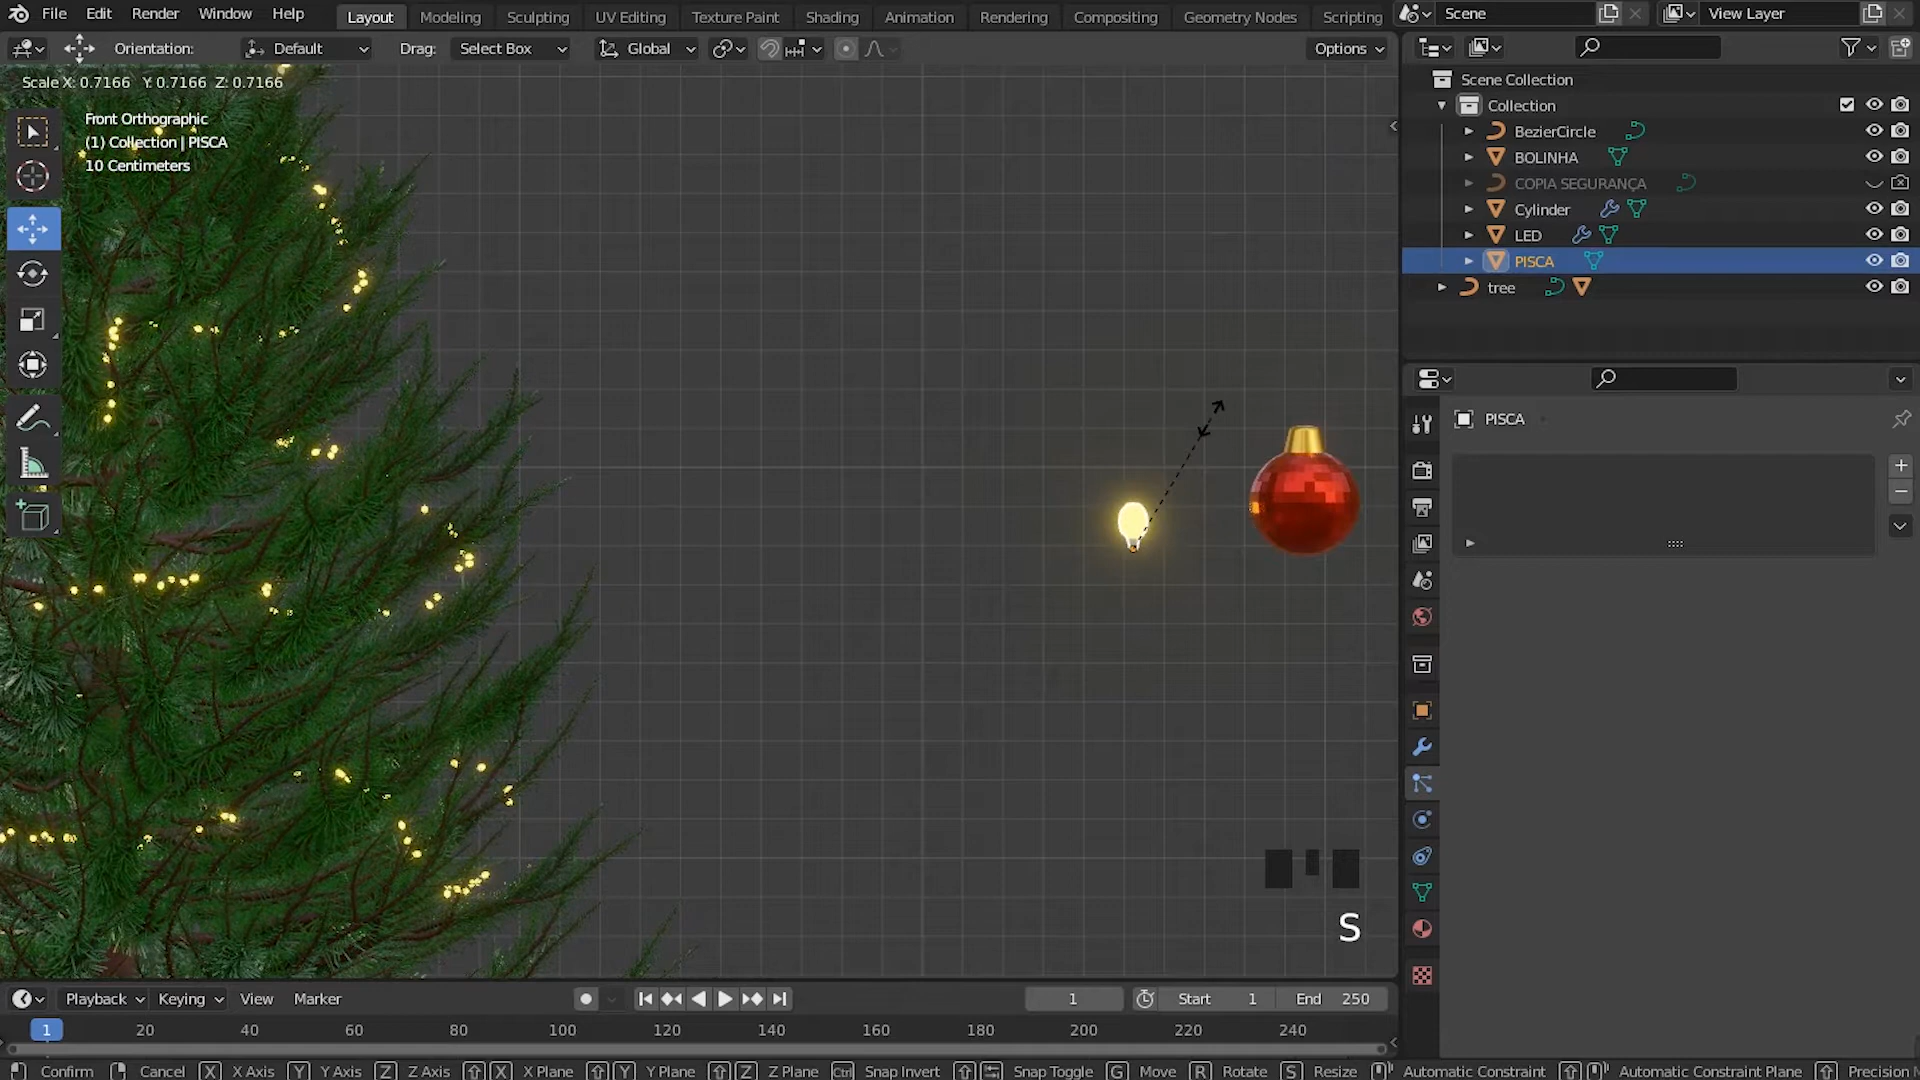 File Edit Render Window Help
Layout Modeling Sculpting UV Editing Texture Paint Shading Animation Rendering Compositing Geometry Nodes Scripting
Scene
View Layer
Orientation: Default Drag: Select Box Global Options
Scale X: 0.7166 Y: 0.7166 Z: 0.7166
Front Orthographic
(1) Collection | PISCA
10 Centimeters
Scene Collection
Collection
BezierCircle
BOLINHA
COPIA SEGURANÇA
Cylinder
LED
PISCA
tree
PISCA
S
Playback Keying View Marker 1 Start 1 End 250
1 20 40 60 80 100 120 140 160 180 200 220 240
Confirm Cancel X X Axis Y Y Axis Z Z Axis X X Plane Y Y Plane Z Z Plane Ctrl Snap Invert Snap Toggle G Move R Rotate S Resize Automatic Constraint Automatic Constraint Plane Precision M